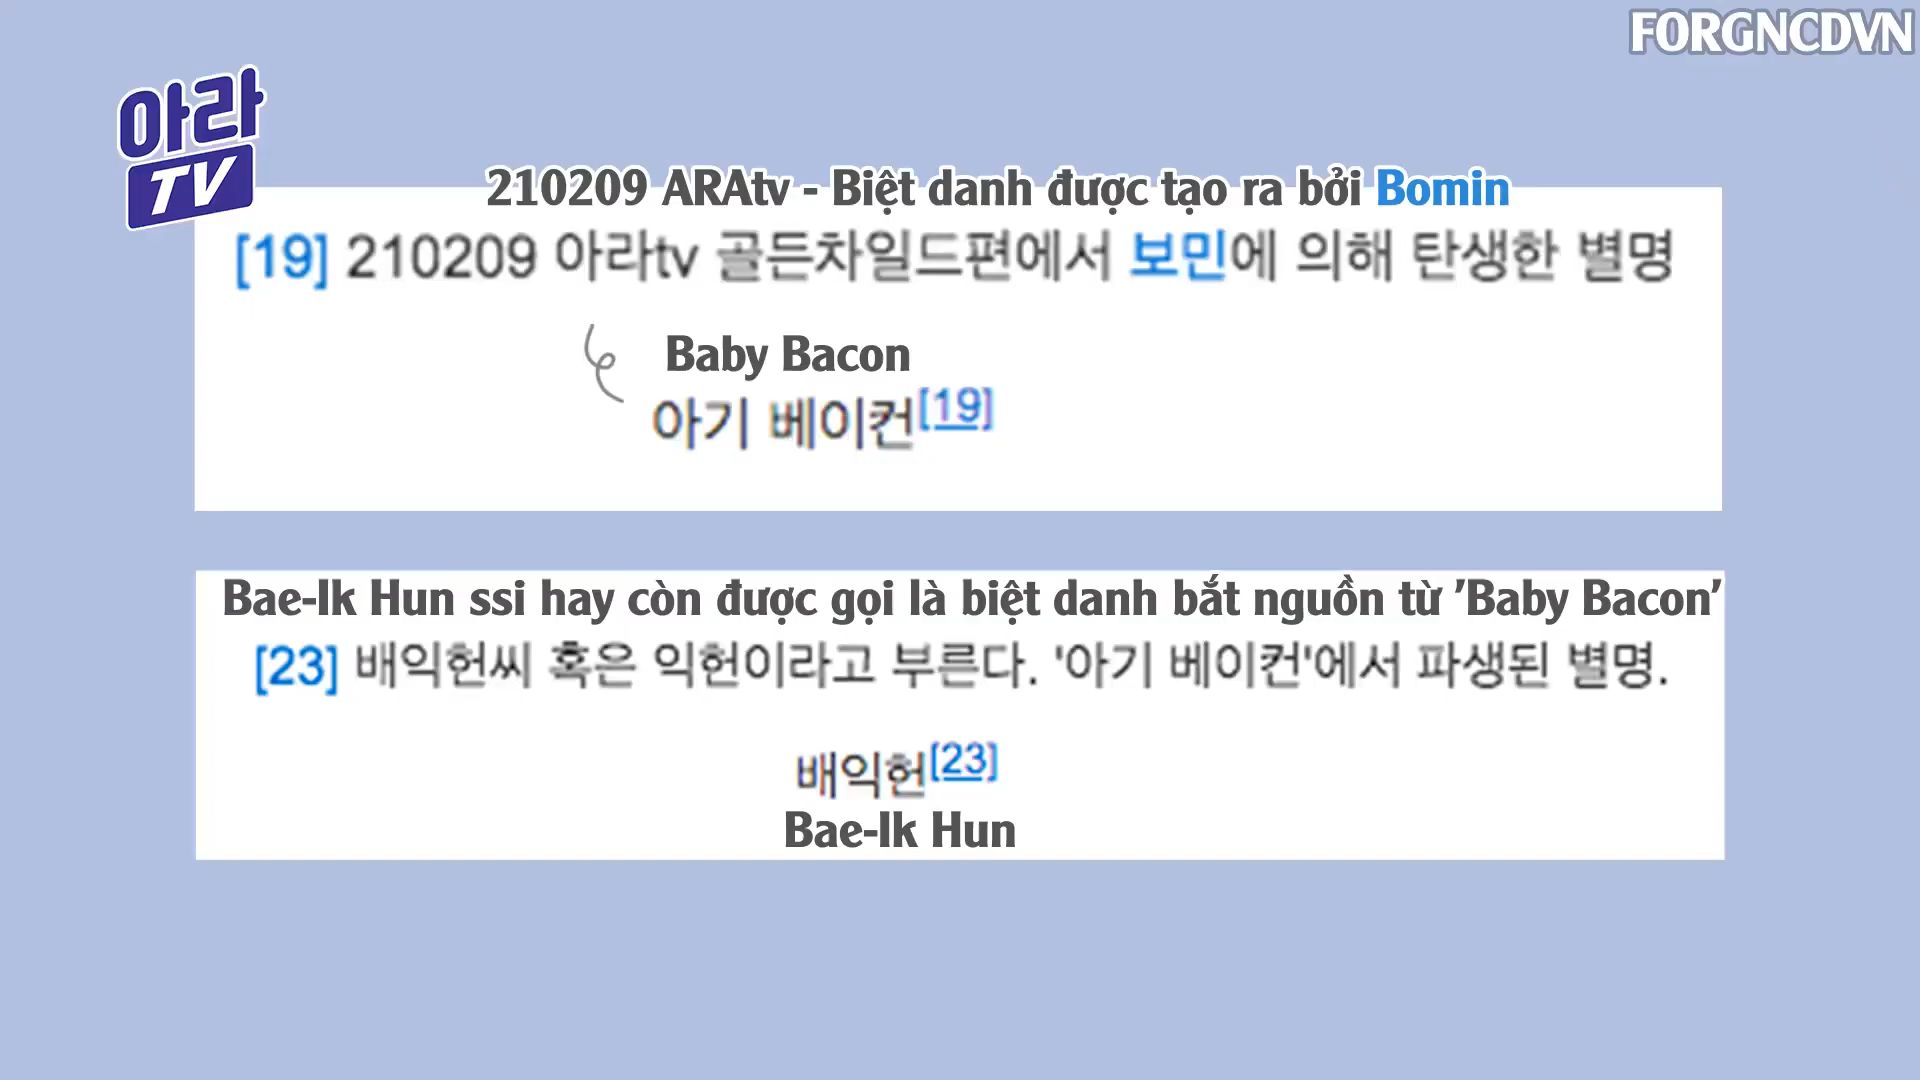 FORGNCDVN
아라
TV
210209 ARAtv - Biệt danh được tạo ra bởi Bomin
[19] 210209 아라tv 골든차일드편에서 보민에 의해 탄생한 별명
Baby Bacon
아기 베이컨[19]
Bae-Ik Hun ssi hay còn được gọi là biệt danh bắt nguồn từ 'Baby Bacon'
[23] 배익헌씨 혹은 익헌이라고 부른다. '아기 베이컨'에서 파생된 별명.
배익헌[23]
Bae-Ik Hun